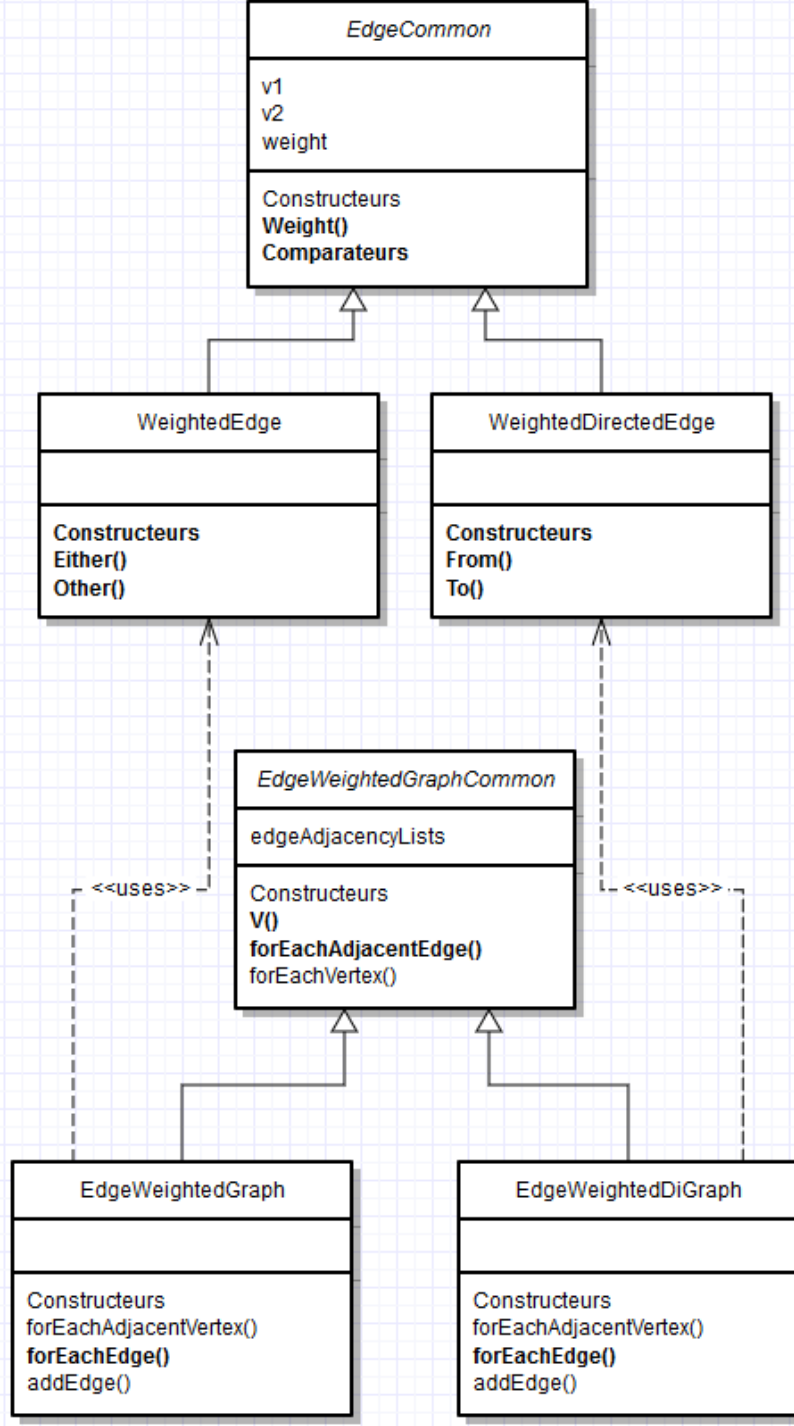 EdgeCommon
v1
v2
weight
Constructeurs
Weight()
Comparateurs
WeightedEdge
Constructeurs
Either()
Other()
WeightedDirectedEdge
Constructeurs
From()
To()
EdgeWeightedGraphCommon
edgeAdjacencyLists
Constructeurs
V()
forEachAdjacentEdge()
forEachVertex()
<<uses>>
<<uses>>
EdgeWeightedGraph
Constructeurs
forEachAdjacentVertex()
forEachEdge()
addEdge()
EdgeWeightedDiGraph
Constructeurs
forEachAdjacentVertex()
forEachEdge()
addEdge()